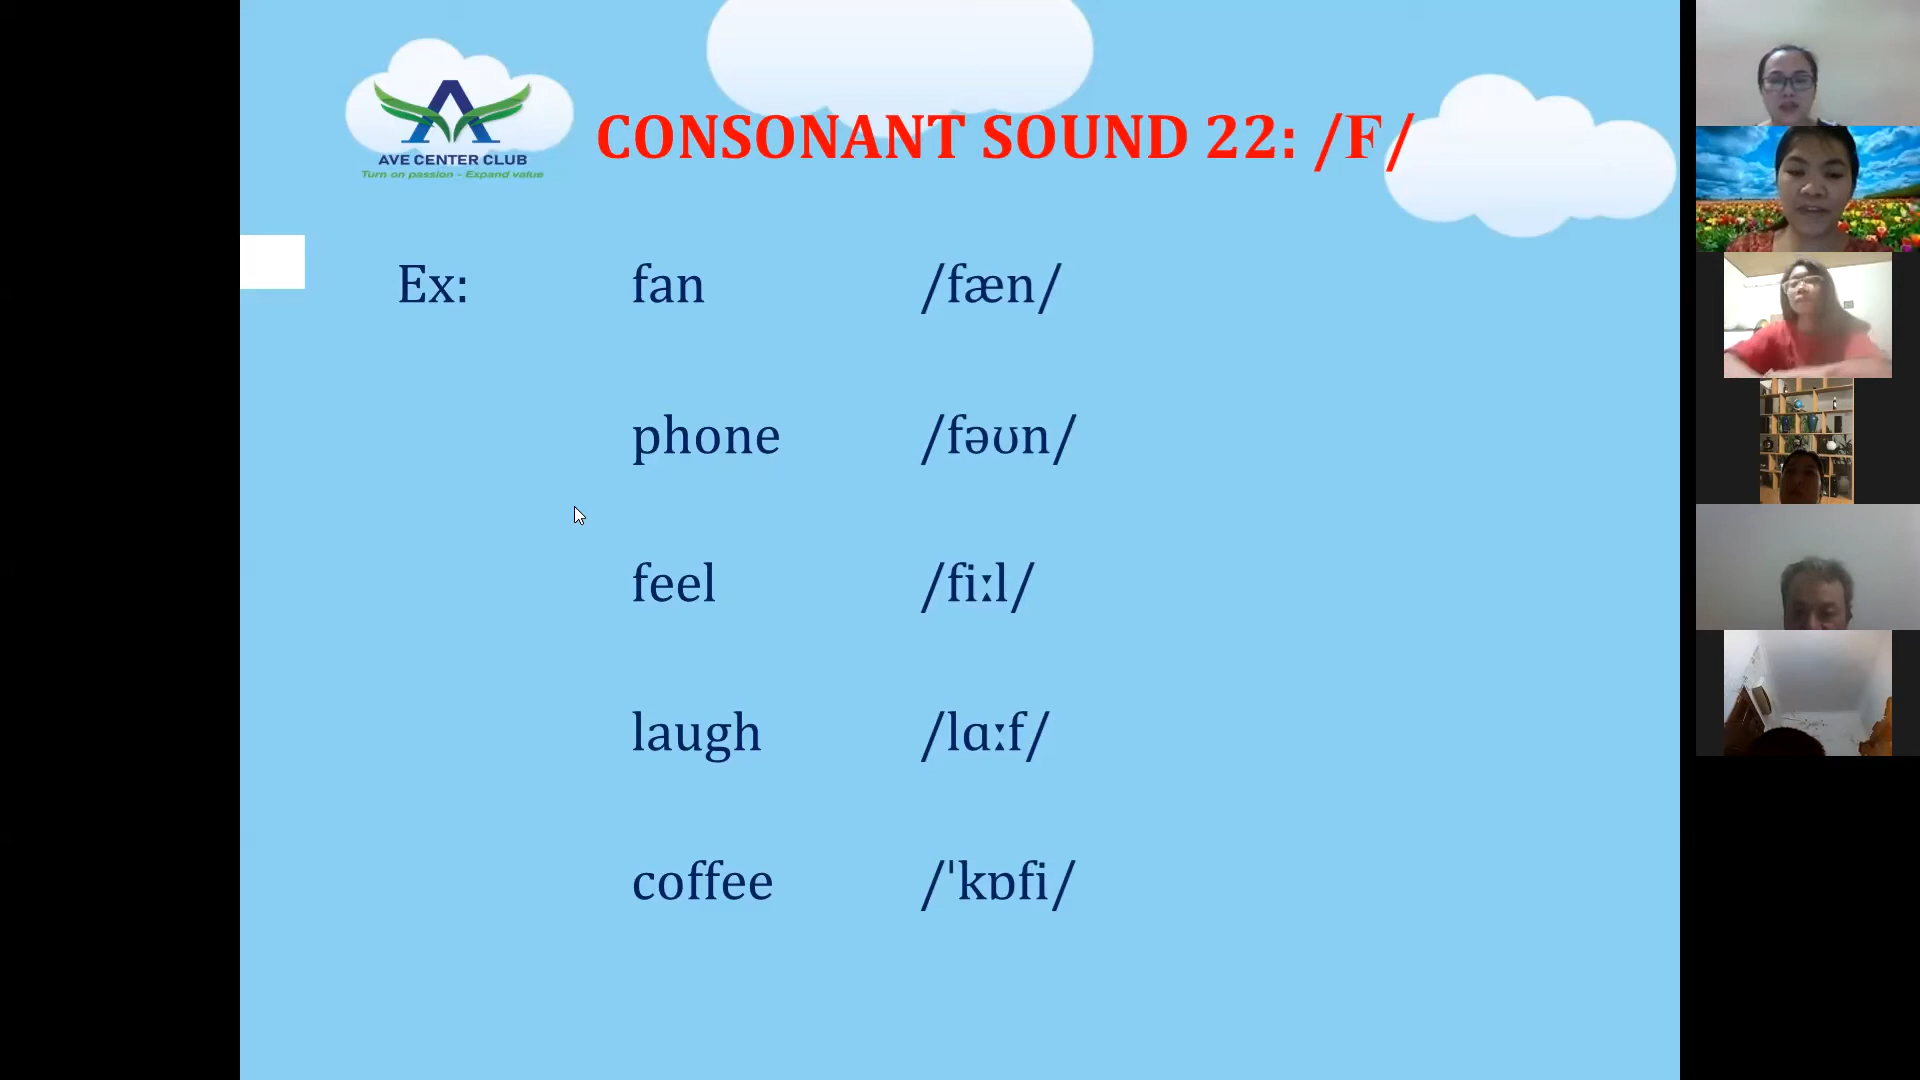 AVE CENTER CLUB
Turn on passion - Expand value
CONSONANT SOUND 22: /F/
Ex: fan /fæn/
phone /fəʊn/
feel /fiːl/
laugh /lɑːf/
coffee /ˈkɒfi/